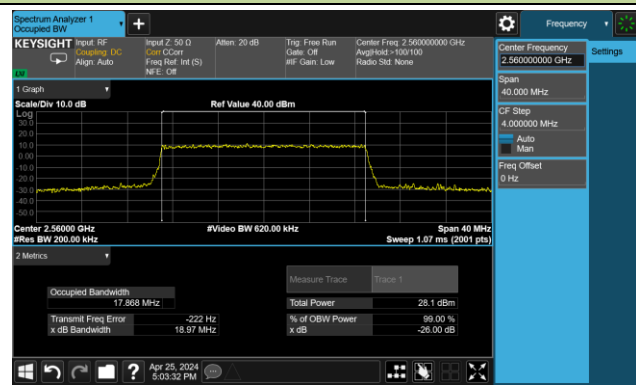 Spectrum Analyzer 1
Occupied BW
+
Frequency
KEYSIGHT
Input: RF
Coupling: DC
Align: Auto
Input Z: 50 Ω
Corr CCorr
Freq Ref: Int (S)
NFE: Off
Atten: 20 dB
Trig: Free Run
Gate: Off
#IF Gain: Low
Center Freq: 2.560000000 GHz
Avg|Hold:>100/100
Radio Std: None
Center Frequency
2.560000000 GHz
Settings
Span
40.000 MHz
CF Step
4.000000 MHz
Auto
Man
Freq Offset
0 Hz
1 Graph
Scale/Div 10.0 dB
Ref Value 40.00 dBm
Log
30.0
20.0
10.0
0.00
-10.0
-20.0
-30.0
-40.0
-50.0
Center 2.56000 GHz
#Video BW 620.00 kHz
Span 40 MHz
#Res BW 200.00 kHz
Sweep 1.07 ms (2001 pts)
2 Metrics
Measure Trace
Trace 1
Occupied Bandwidth
17.868 MHz
Total Power
28.1 dBm
Transmit Freq Error
-222 Hz
% of OBW Power
99.00 %
x dB Bandwidth
18.97 MHz
x dB
-26.00 dB
?
Apr 25, 2024
5:03:32 PM